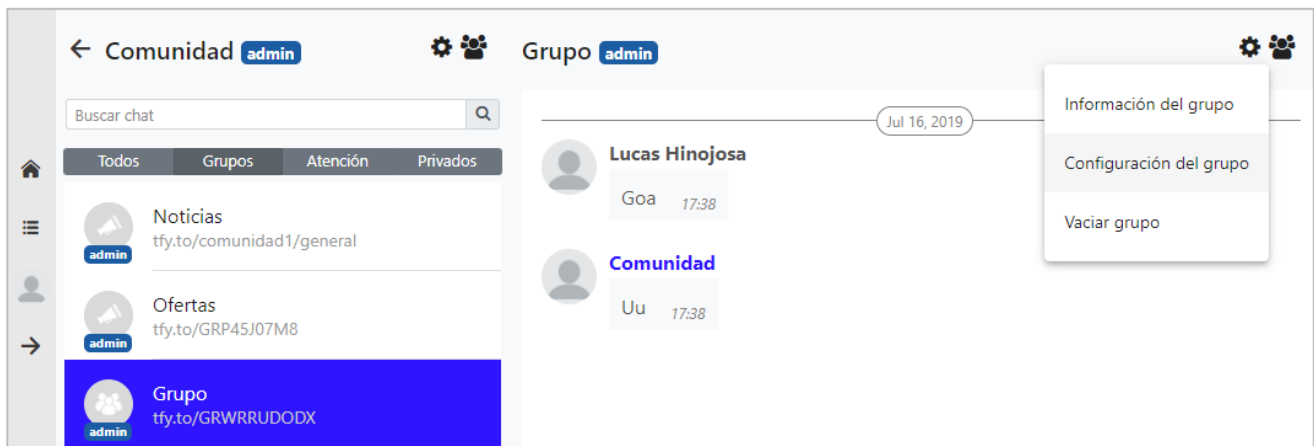 Comunidad admin
Buscar chat
Todos Grupos Atención Privados
Noticias
tfy.to/comunidad1/general
admin
Ofertas
tfy.to/GRP45J07M8
admin
Grupo
tfy.to/GRWRRUDODX
admin
Grupo admin
Jul 16, 2019
Lucas Hinojosa
Goa 17:38
Comunidad
Uu 17:38
Información del grupo
Configuración del grupo
Vaciar grupo